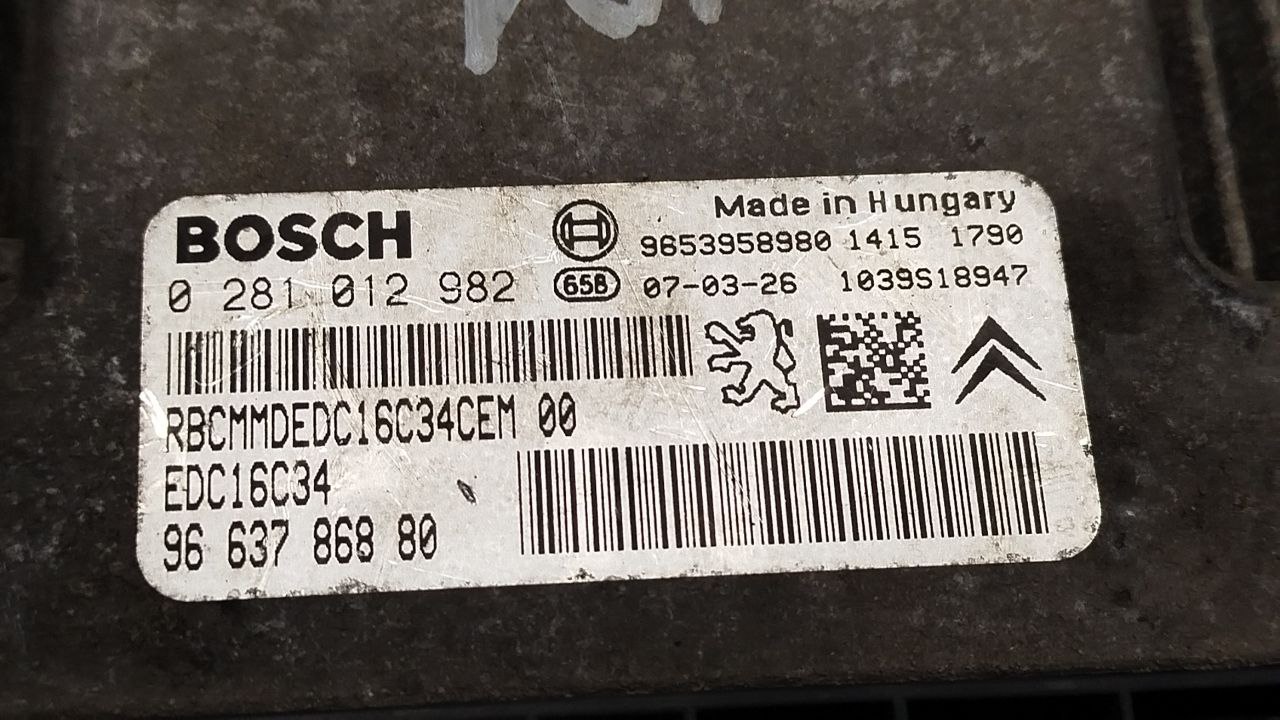 BOSCH
0 281 012 982
658
Made in Hungary
9653958980 1415 1790
07-03-26 1039S18947
RBCMMDEDC16C34CEM 00
EDC16C34
96 637 868 80